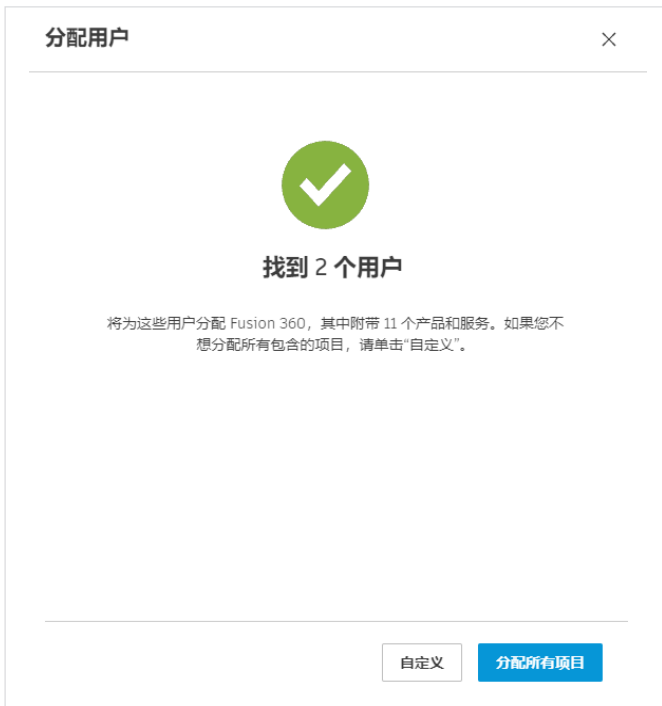 分配用户
找到 2 个用户
将为这些用户分配 Fusion 360，其中附带 11 个产品和服务。如果您不
想分配所有包含的项目，请单击“自定义”。
自定义
分配所有项目